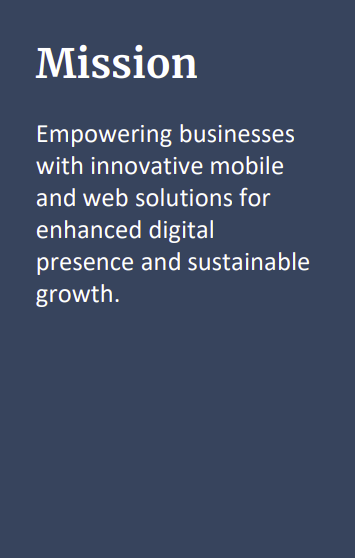 Mission
Empowering businesses
with innovative mobile
and web solutions for
enhanced digital
presence and sustainable
growth.